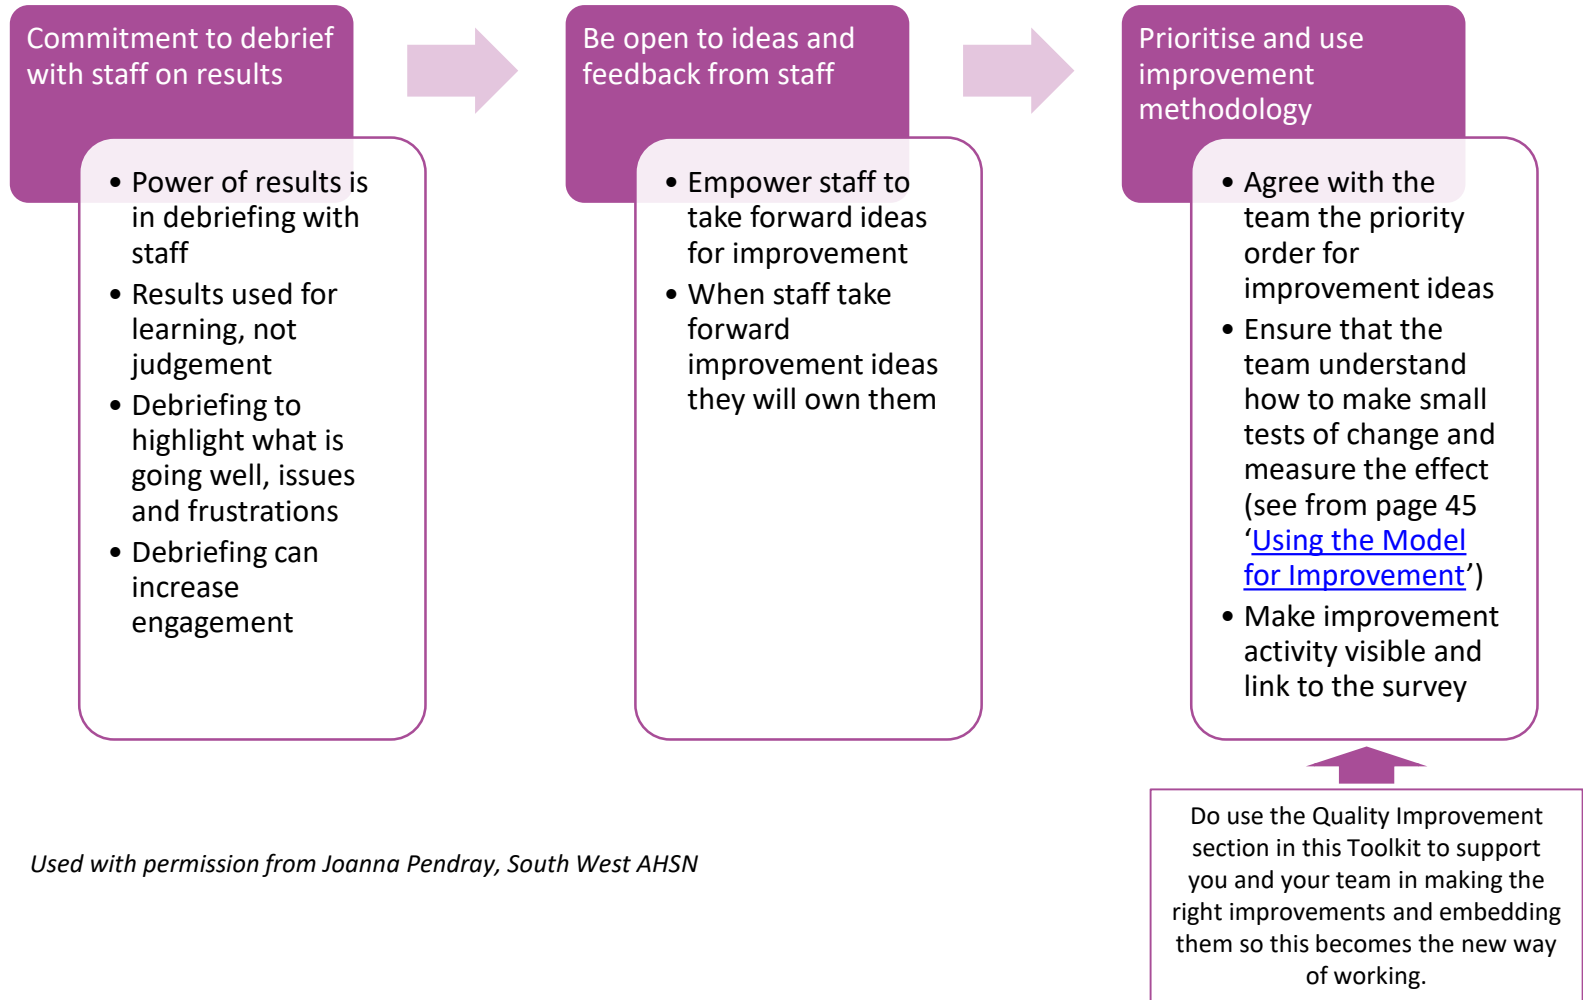 Commitment to debrief
with staff on results
• Power of results is
in debriefing with
staff
• Results used for
learning, not
judgement
• Debriefing to
highlight what is
going well, issues
and frustrations
• Debriefing can
increase
engagement
Be open to ideas and
feedback from staff
• Empower staff to
take forward ideas
for improvement
• When staff take
forward
improvement ideas
they will own them
Prioritise and use
improvement
methodology
• Agree with the
team the priority
order for
improvement ideas
• Ensure that the
team understand
how to make small
tests of change and
measure the effect
(see from page 45
‘Using the Model
for Improvement’)
• Make improvement
activity visible and
link to the survey
Do use the Quality Improvement
section in this Toolkit to support
you and your team in making the
right improvements and embedding
them so this becomes the new way
of working.
Used with permission from Joanna Pendray, South West AHSN